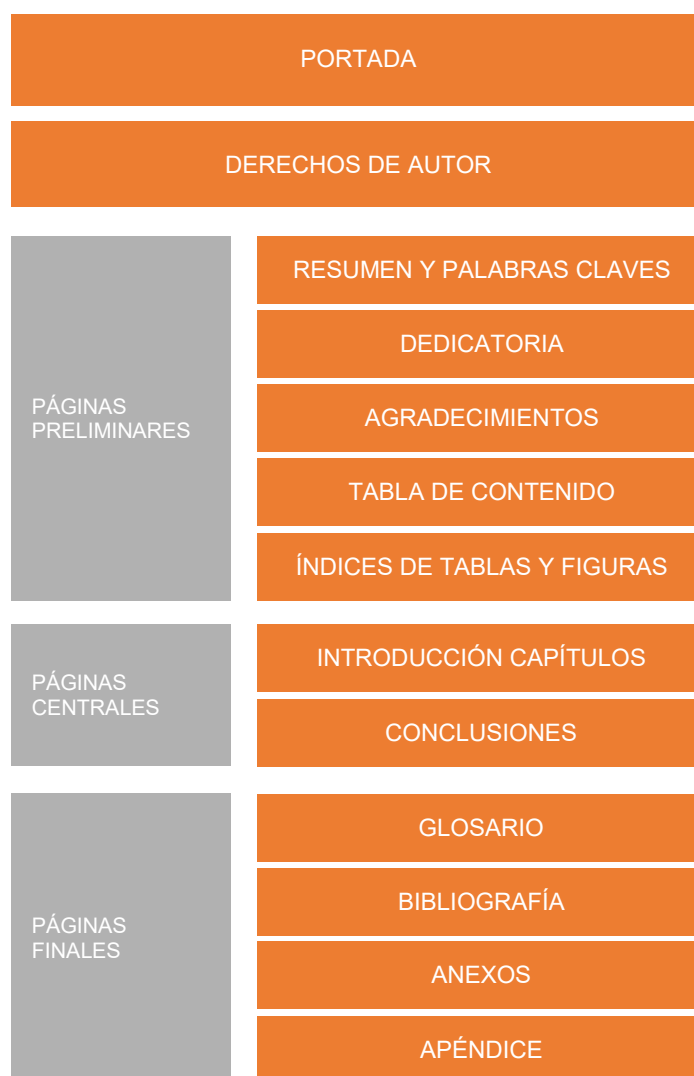 PORTADA
DERECHOS DE AUTOR
PÁGINAS
PRELIMINARES
RESUMEN Y PALABRAS CLAVES
DEDICATORIA
AGRADECIMIENTOS
TABLA DE CONTENIDO
ÍNDICES DE TABLAS Y FIGURAS
PÁGINAS
CENTRALES
INTRODUCCIÓN CAPÍTULOS
CONCLUSIONES
PÁGINAS
FINALES
GLOSARIO
BIBLIOGRAFÍA
ANEXOS
APÉNDICE